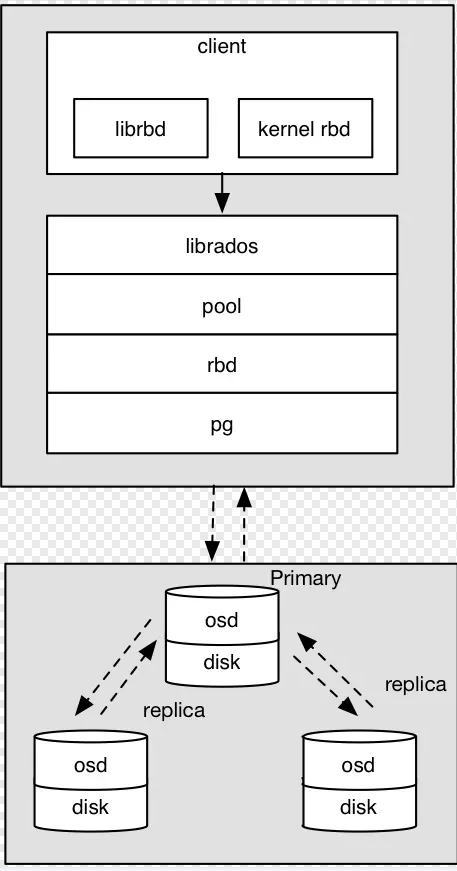 client
librbd
kernel rbd
librados
pool
rbd
pg
Primary
osd
disk
replica
replica
osd
disk
osd
disk